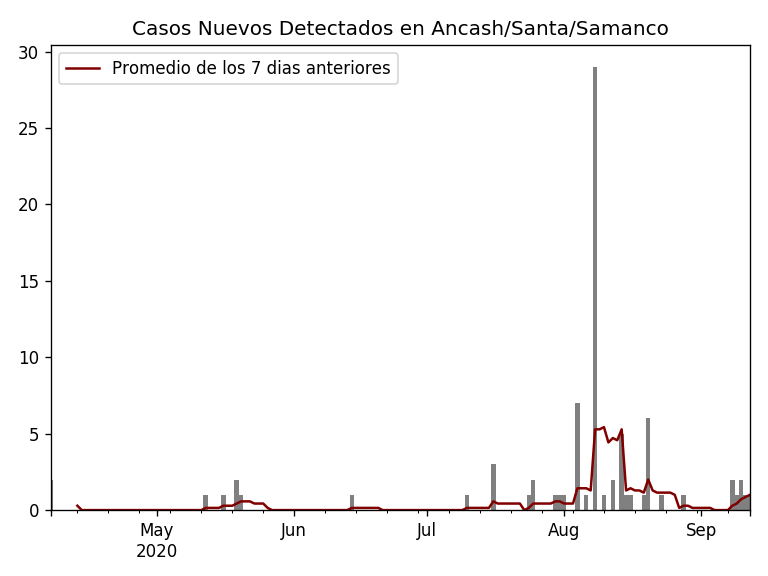 Casos Nuevos Detectados en Ancash/Santa/Samanco
Promedio de los 7 dias anteriores
30
25
20
15
10
5
0
May
2020
Jun
Jul
Aug
Sep